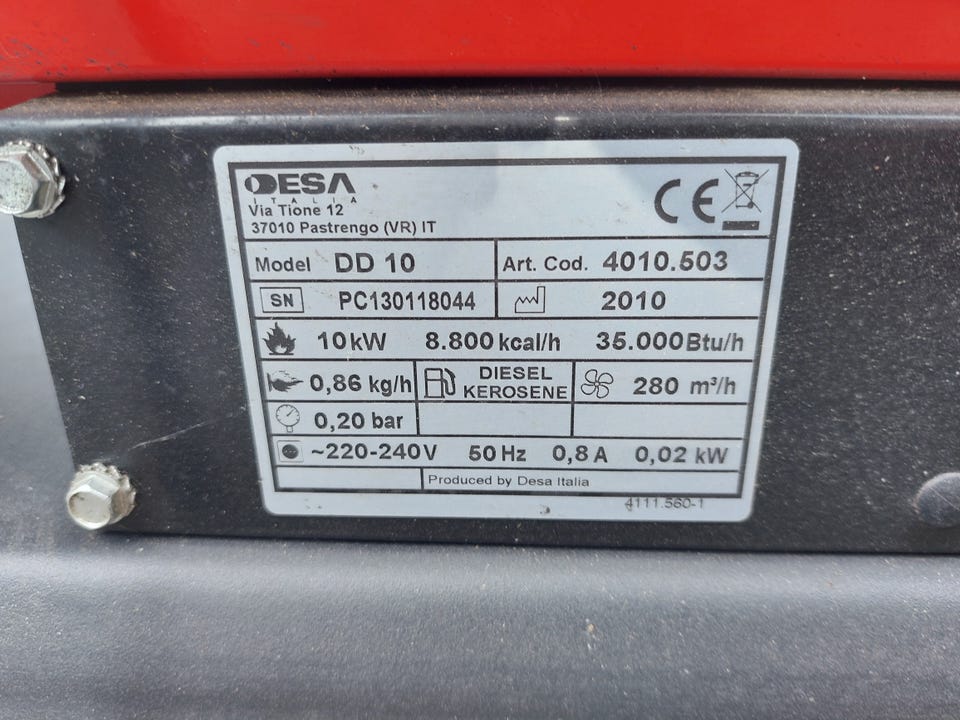 DESA
ITALIA
Via Tione 12
37010 Pastrengo (VR) IT
CE
Model DD 10 Art. Cod. 4010.503
SN PC130118044 2010
10kW 8.800 kcal/h 35.000 Btu/h
0,86 kg/h DIESEL KEROSENE 280 m³/h
0,20 bar
~220-240V 50 Hz 0,8 A 0,02 kW
Produced by Desa Italia
4111.560-1